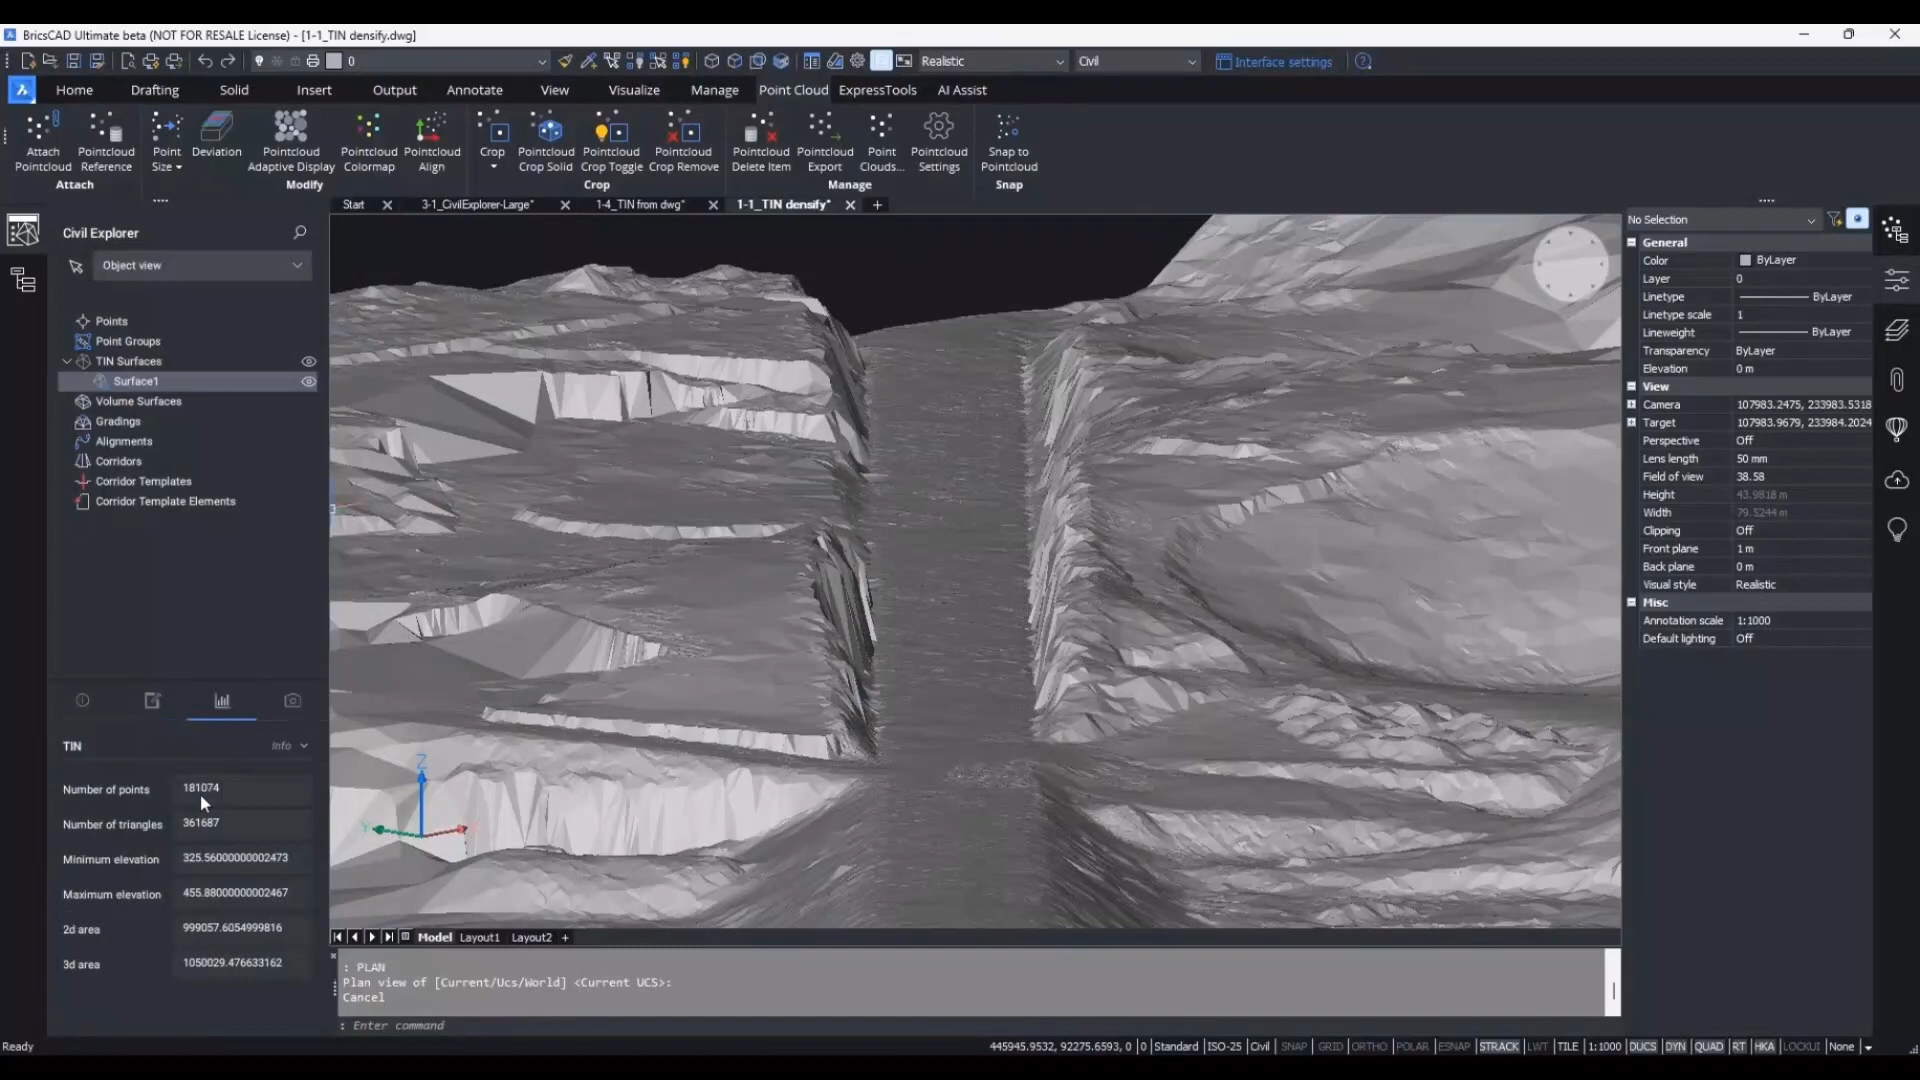 BricsCAD Ultimate beta (NOT FOR RESALE License) - [1-1_TIN densify.dwg]
0
Realistic
Civil
Interface settings
Home
Drafting
Solid
Insert
Output
Annotate
View
Visualize
Manage
Point Cloud
ExpressTools
AI Assist
Attach Pointcloud
Pointcloud Reference
Point Size
Deviation
Pointcloud Adaptive Display
Pointcloud Colormap
Pointcloud Align
Crop
Pointcloud Crop Solid
Pointcloud Crop Toggle
Pointcloud Crop Remove
Pointcloud Delete Item
Pointcloud Export
Point Clouds...
Pointcloud Settings
Snap to Pointcloud
Attach
Modify
Crop
Manage
Snap
Start
3-1_CivilExplorer-Large*
1-4_TIN from dwg*
1-1_TIN densify*
Civil Explorer
Object view
Points
Point Groups
TIN Surfaces
Surface1
Volume Surfaces
Gradings
Alignments
Corridors
Corridor Templates
Corridor Template Elements
TIN
Info
Number of points 181074
Number of triangles 361687
Minimum elevation 325.56000000002473
Maximum elevation 455.88000000002467
2d area 999057.6054999816
3d area 1050029.476633162
Z
No Selection
General
Color ByLayer
Layer 0
Linetype ByLayer
Linetype scale 1
Lineweight ByLayer
Transparency ByLayer
Elevation 0 m
View
Camera 107983.2475, 233983.5318
Target 107983.9679, 233984.2024
Perspective Off
Lens length 50 mm
Field of view 38.58
Height 43.9818 m
Width 79.5244 m
Clipping Off
Front plane 1 m
Back plane 0 m
Visual style Realistic
Misc
Annotation scale 1:1000
Default lighting Off
Model Layout1 Layout2 +
: PLAN
Plan view of [Current/Ucs/World] <Current UCS>:
Cancel
: Enter command
Ready
445945.9532, 92275.6593, 0 0 Standard ISO-25 Civil SNAP GRID ORTHO POLAR ESNAP STRACK LWT TILE 1:1000 DUCS DYN QUAD RT HKA LOCKUI None